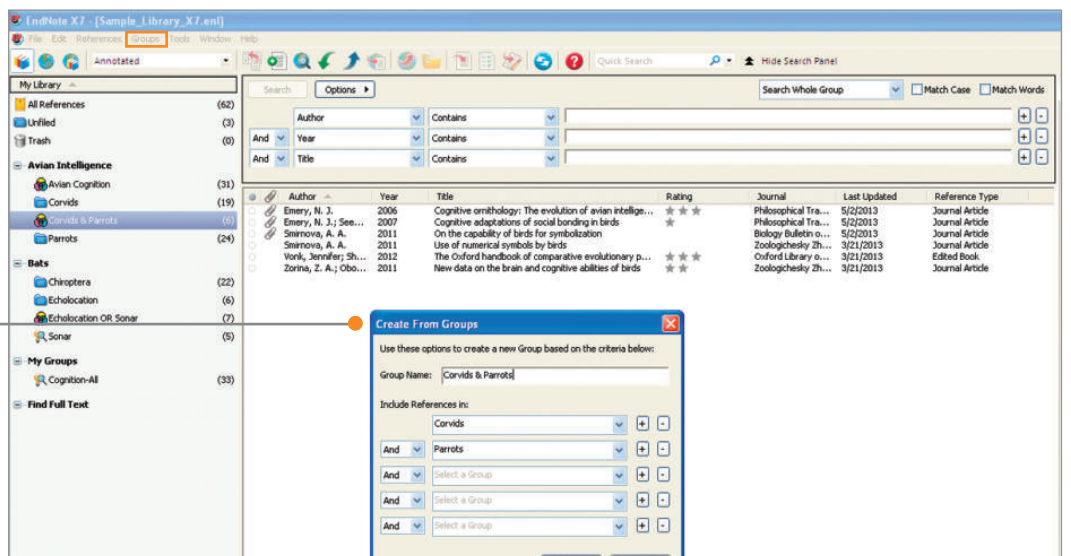 EndNote X7 - [Sample_Library_X7.enl]
File Edit References Groups Tools Window Help
Annotated
Quick Search
Hide Search Panel
My Library
All References (62)
Unfiled (3)
Trash (0)
Avian Intelligence
Avian Cognition (31)
Corvids (19)
Corvids & Parrots (6)
Parrots (24)
Bats
Chiroptera (22)
Echolocation (6)
Echolocation OR Sonar (7)
Sonar (5)
My Groups
Cognition-All (33)
Find Full Text
Search Options Search Whole Group Match Case Match Words
Author Contains + -
And Year Contains + -
And Title Contains + -
Author Year Title Rating Journal Last Updated Reference Type
Emery, N. J. 2006 Cognitive ornithology: The evolution of avian intellige... Philosophical Tra... 5/2/2013 Journal Article
Emery, N. J.; See... 2007 Cognitive adaptations of social bonding in birds Philosophical Tra... 5/2/2013 Journal Article
Smirnova, A. A. 2011 On the capability of birds for symbolization Biology Bulletin o... 5/2/2013 Journal Article
Smirnova, A. A. 2011 Use of numerical symbols by birds Zoologichesky Zh... 3/21/2013 Journal Article
Vonk, Jennifer; Sh... 2012 The Oxford handbook of comparative evolutionary p... Oxford Library o... 3/21/2013 Edited Book
Zorina, Z. A.; Obo... 2011 New data on the brain and cognitive abilities of birds Zoologichesky Zh... 3/21/2013 Journal Article
Create From Groups
Use these options to create a new Group based on the criteria below:
Group Name: Corvids & Parrots
Include References in:
Corvids + -
And Parrots + -
And Select a Group + -
And Select a Group + -
And Select a Group + -